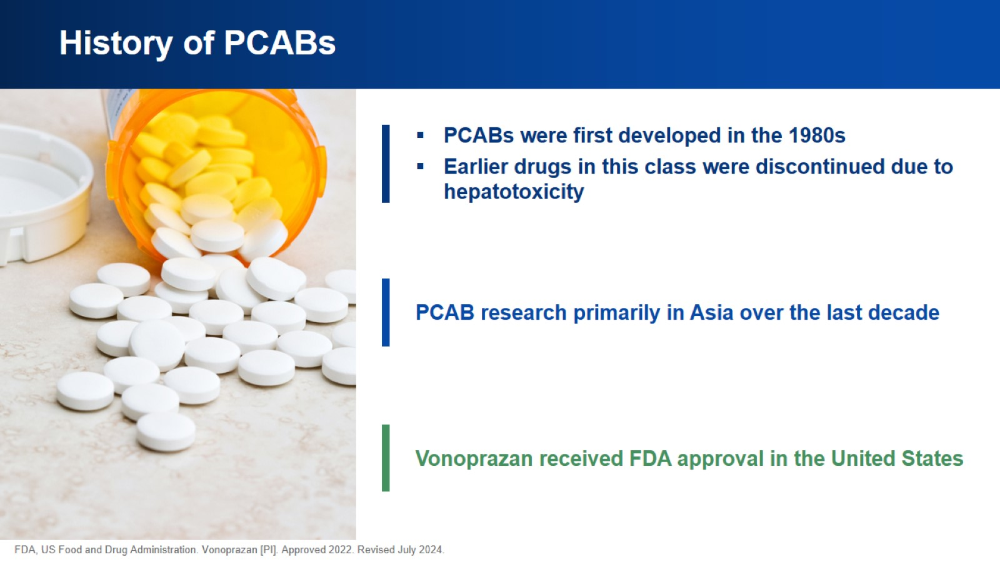 History of PCABs
▪ PCABs were first developed in the 1980s
▪ Earlier drugs in this class were discontinued due to
hepatotoxicity
PCAB research primarily in Asia over the last decade
Vonoprazan received FDA approval in the United States
FDA, US Food and Drug Administration. Vonoprazan [PI]. Approved 2022. Revised July 2024.